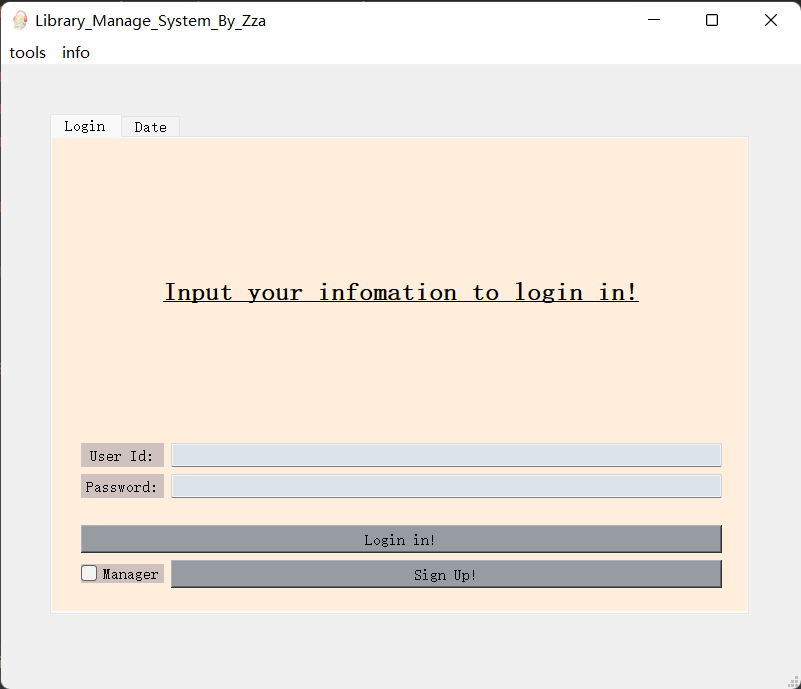 Library_Manage_System_By_Zza
tools info
Login Date
Input your infomation to login in!
User Id:
Password:
Login in!
Manager Sign Up!